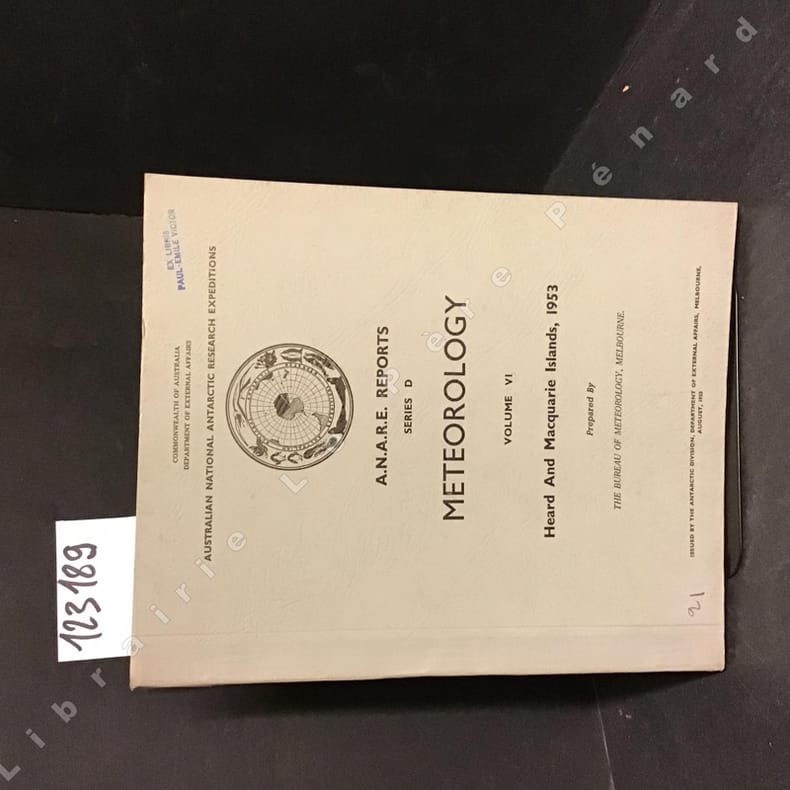 EX LIBRIS
PAUL-EMILE VICTOR
COMMONWEALTH OF AUSTRALIA
DEPARTMENT OF EXTERNAL AFFAIRS
AUSTRALIAN NATIONAL ANTARCTIC RESEARCH EXPEDITIONS
A.N.A.R.E. REPORTS
SERIES D
METEOROLOGY
VOLUME VI
Heard And Macquarie Islands, 1953
Prepared By
THE BUREAU OF METEOROLOGY, MELBOURNE.
ISSUED BY THE ANTARCTIC DIVISION, DEPARTMENT OF EXTERNAL AFFAIRS, MELBOURNE,
21
123189
Librairie Le Père Pénard